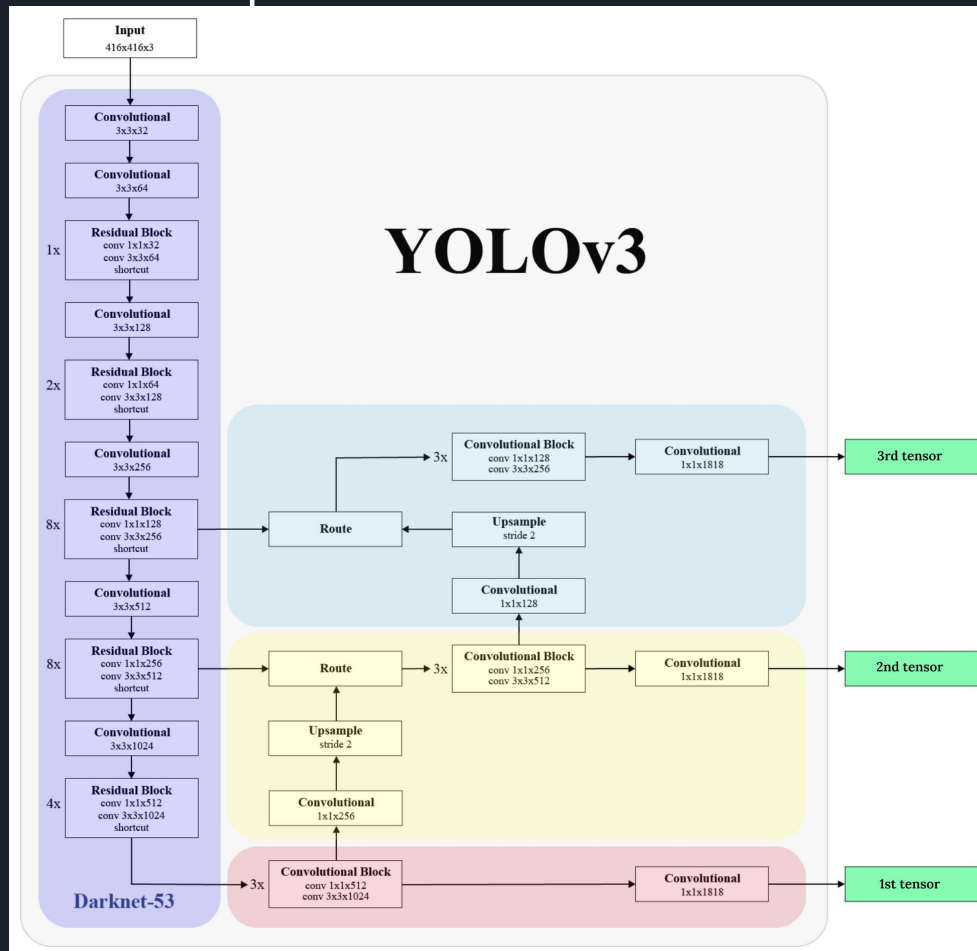 Input
416x416x3
Convolutional
3x3x32
Convolutional
3x3x64
1x
Residual Block
conv 1x1x32
conv 3x3x64
shortcut
YOLOv3
Convolutional
3x3x128
2x
Residual Block
conv 1x1x64
conv 3x3x128
shortcut
Convolutional
3x3x256
8x
Residual Block
conv 1x1x128
conv 3x3x256
shortcut
Convolutional
3x3x512
8x
Residual Block
conv 1x1x256
conv 3x3x512
shortcut
Convolutional
3x3x1024
4x
Residual Block
conv 1x1x512
conv 3x3x1024
shortcut
Darknet-53
3x
Convolutional Block
conv 1x1x128
conv 3x3x256
Convolutional
1x1x1818
3rd tensor
Route
Upsample
stride 2
Convolutional
1x1x128
Route
3x
Convolutional Block
conv 1x1x256
conv 3x3x512
Convolutional
1x1x1818
2nd tensor
Upsample
stride 2
Convolutional
1x1x256
3x
Convolutional Block
conv 1x1x512
conv 3x3x1024
Convolutional
1x1x1818
1st tensor